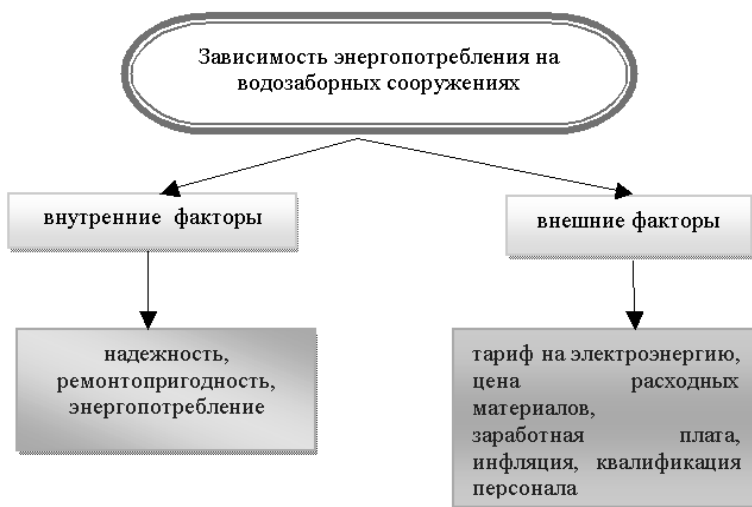 Зависимость энергопотребления на
водозаборных сооружениях
внутренние факторы
внешние факторы
надежность,
ремонтопригодность,
энергопотребление
тариф на электроэнергию,
цена расходных
материалов,
заработная плата,
инфляция, квалификация
персонала